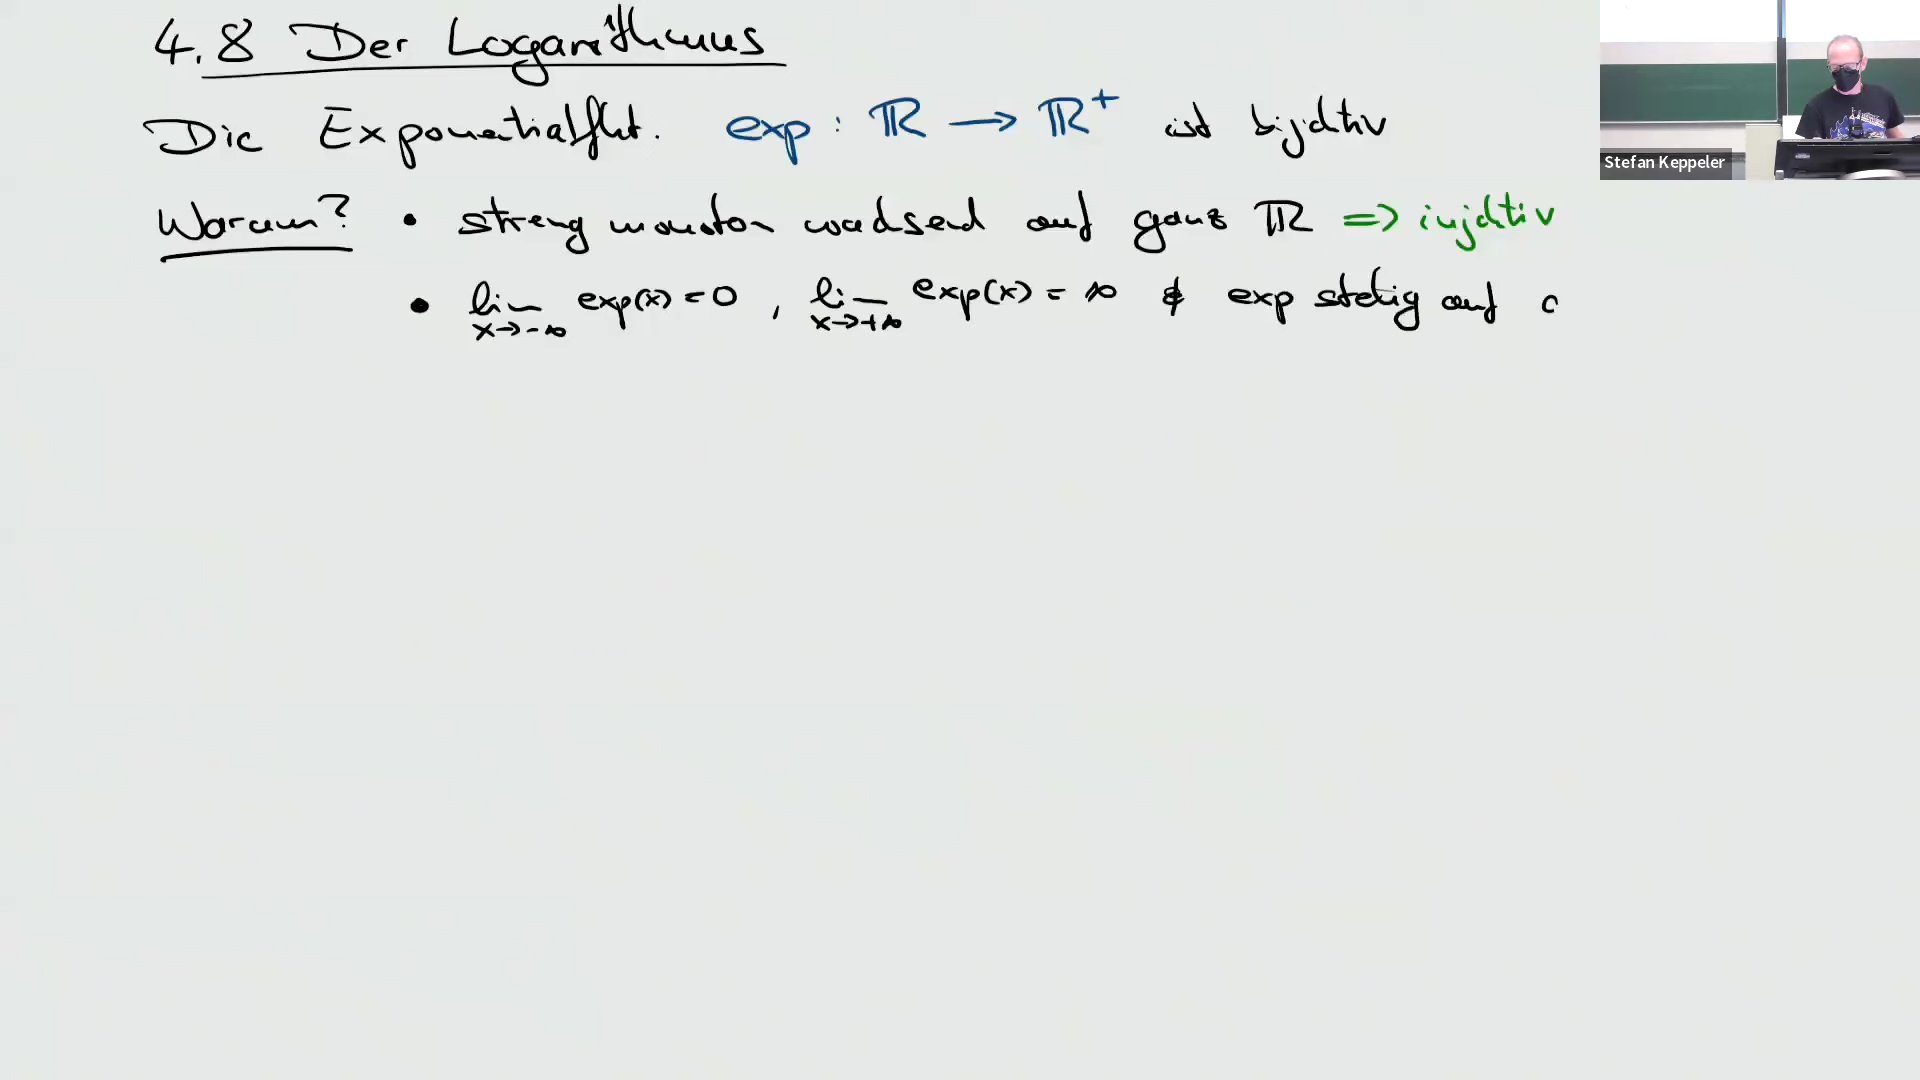 4.8 Der Logarithmus
Die Exponentialfkt. exp : ℝ → ℝ⁺ ist bijektiv
Warum? • streng monoton wachsend auf ganz ℝ => injektiv
• lim x→-∞ exp(x) = 0 , lim x→+∞ exp(x) = ∞ & exp stetig auf
Stefan Keppeler